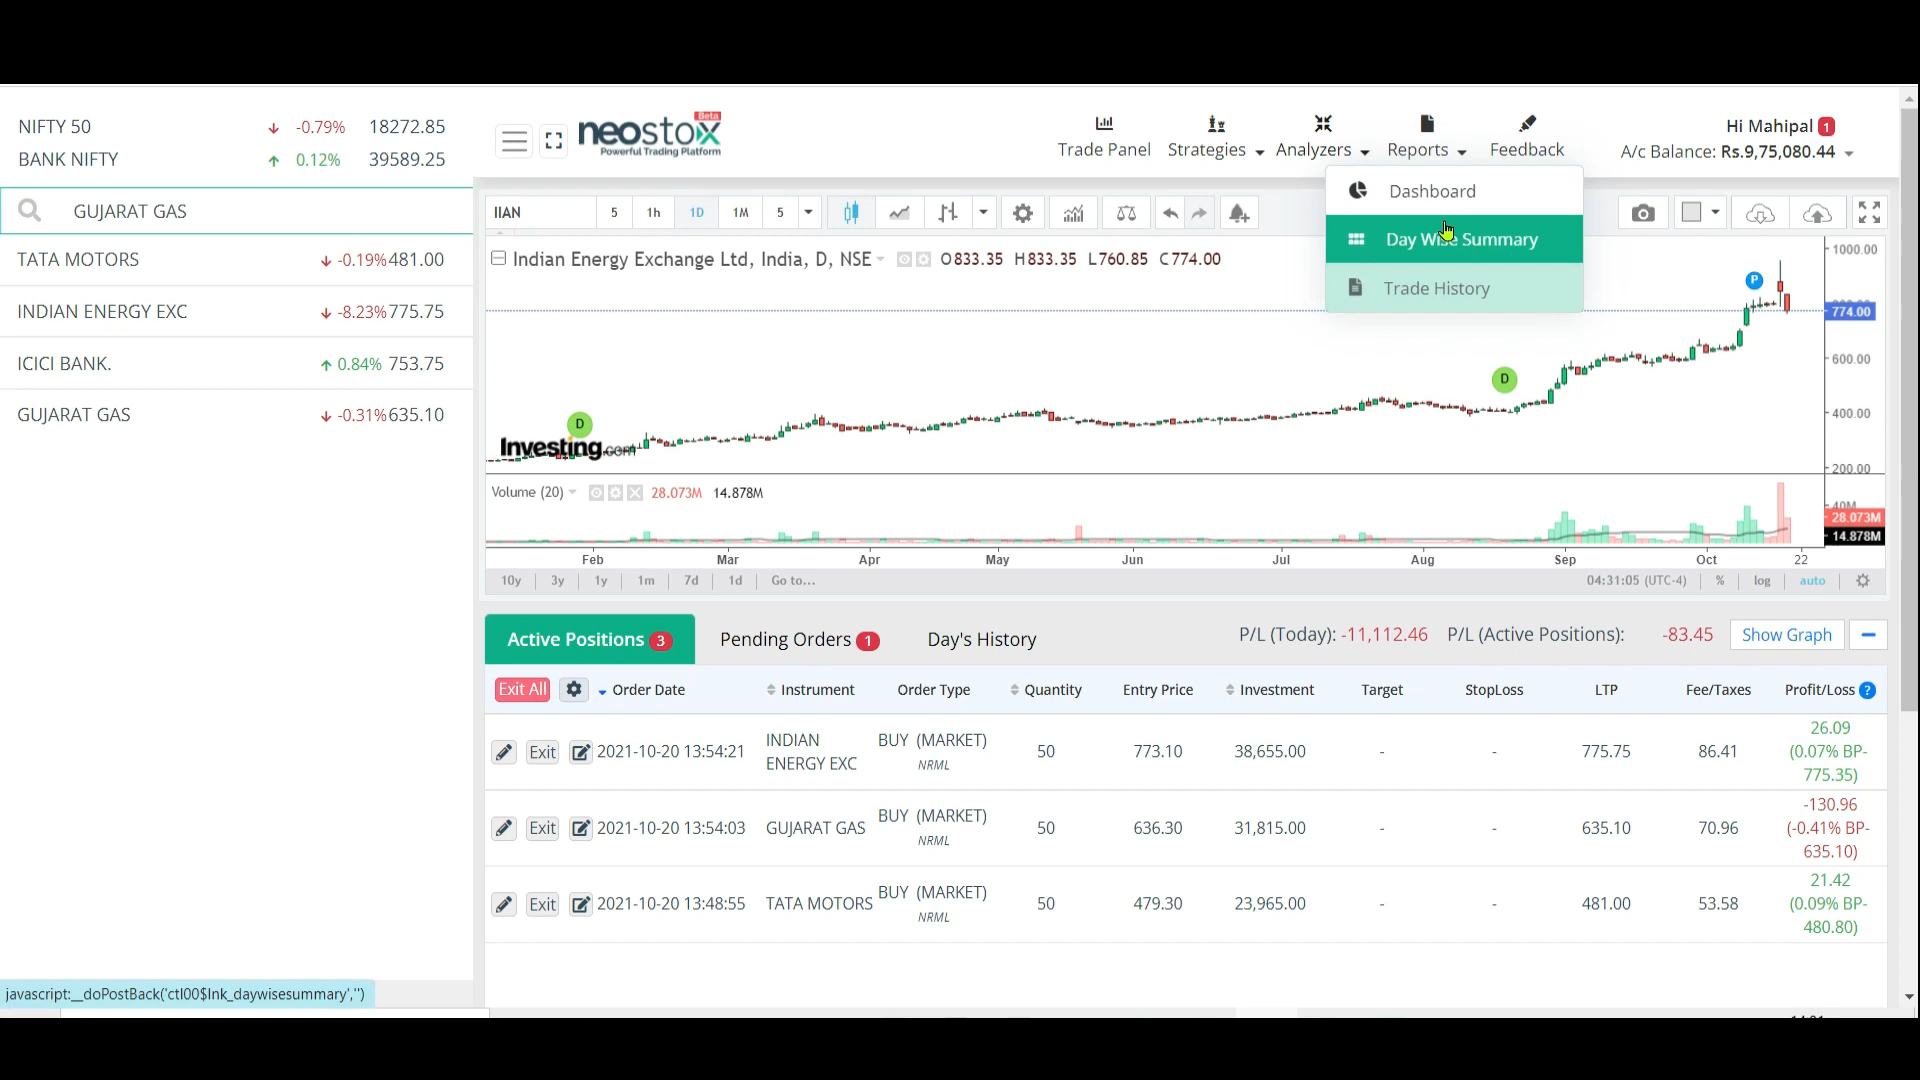 NIFTY 50 -0.79% 18272.85
BANK NIFTY 0.12% 39589.25
GUJARAT GAS
TATA MOTORS -0.19% 481.00
INDIAN ENERGY EXC -8.23% 775.75
ICICI BANK. 0.84% 753.75
GUJARAT GAS -0.31% 635.10
neostox Beta
Powerful Trading Platform
Trade Panel Strategies Analyzers Reports Feedback
Hi Mahipal 1
A/c Balance: Rs.9,75,080.44
Dashboard
Day Wise Summary
Trade History
IIAN 5 1h 1D 1M 5
Indian Energy Exchange Ltd, India, D, NSE O833.35 H833.35 L760.85 C774.00
1000.00
774.00
600.00
400.00
200.00
P
D
D
Investing.com
Volume (20) 28.073M 14.878M
40M
28.073M
14.878M
Feb Mar Apr May Jun Jul Aug Sep Oct 22
10y 3y 1y 1m 7d 1d Go to... 04:31:05 (UTC-4) % log auto
Active Positions 3 Pending Orders 1 Day's History P/L (Today): -11,112.46 P/L (Active Positions): -83.45 Show Graph
Exit All Order Date Instrument Order Type Quantity Entry Price Investment Target StopLoss LTP Fee/Taxes Profit/Loss ?
Exit 2021-10-20 13:54:21 INDIAN ENERGY EXC BUY (MARKET) NRML 50 773.10 38,655.00 - - 775.75 86.41 26.09 (0.07% BP-775.35)
Exit 2021-10-20 13:54:03 GUJARAT GAS BUY (MARKET) NRML 50 636.30 31,815.00 - - 635.10 70.96 -130.96 (-0.41% BP-635.10)
Exit 2021-10-20 13:48:55 TATA MOTORS BUY (MARKET) NRML 50 479.30 23,965.00 - - 481.00 53.58 21.42 (0.09% BP-480.80)
javascript:__doPostBack('ctl00$lnk_daywisesummary','')